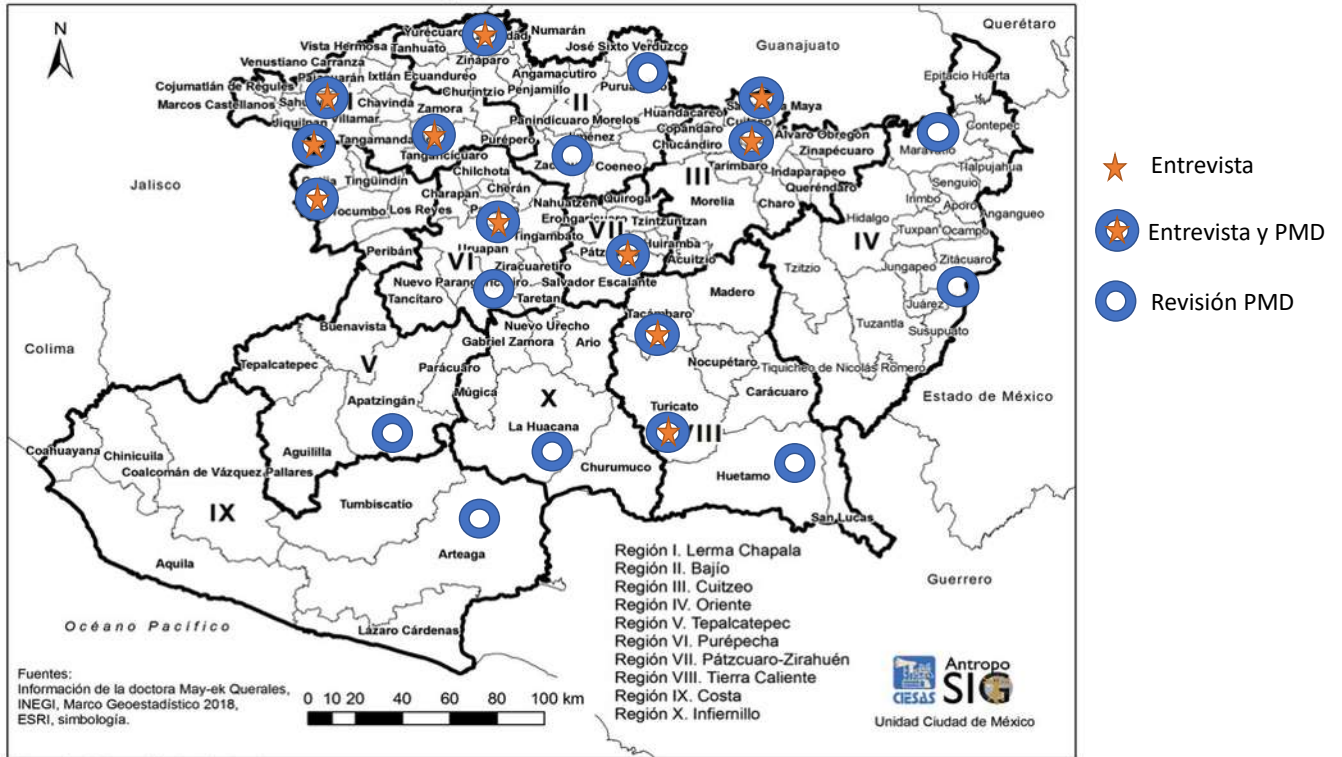 N
Querétaro
Numarán
Yurécuaro
José Sixto Verduzco
Guanajuato
Vista Hermosa
Tanhuato
Zináparo
Epitacio Huerta
Venustiano Carranza
Angamacutiro
Cojumatlán de Régules
Pajacuarán
Ixtlán
Ecuandureo
Penjamillo
Marcos Castellanos
Chavinda
Churintzio
II
Huandacareo
Contepec
Villamar
Zamora
Panindícuaro
Morelos
Copándaro
Álvaro Obregón
Jiquilpan
Purépero
Chucándiro
Zinapécuaro
Tlalpujahua
Tangancícuaro
Coeneo
Tarímbaro
Indaparapeo
Senguio
Jalisco
Tingüindín
Chilchota
III
Queréndaro
Irimbo
Aporo
Charapan
Cherán
Quiroga
Morelia
Charo
Angangueo
Tocumbo
Los Reyes
Nahuatzen
Tzintzuntzan
Hidalgo
VII
Tuxpan
Ocampo
Tingambato
Huiramba
IV
Zitácuaro
Peribán
Uruapan
Acuitzio
Tzitzio
Jungapeo
VI
Ziracuaretiro
Salvador Escalante
Madero
Juárez
Tancítaro
Taretan
Tacámbaro
Tuzantla
Susupuato
Buenavista
Nuevo Urecho
Colima
Gabriel Zamora
Ario
Nocupétaro
Tiquicheo de Nicolás Romero
Tepalcatepec
V
Parácuaro
Carácuaro
Estado de México
Apatzingán
Múgica
X
Turicato
La Huacana
Coahuayana
Chinicuila
Aguililla
Churumuco
Huetamo
Coalcomán de Vázquez Pallares
Tumbiscatío
San Lucas
IX
Arteaga
Aquila
Guerrero
Océano Pacífico
Lázaro Cárdenas
Región I. Lerma Chapala
Región II. Bajío
Región III. Cuitzeo
Región IV. Oriente
Región V. Tepalcatepec
Región VI. Purépecha
Región VII. Pátzcuaro-Zirahuén
Región VIII. Tierra Caliente
Región IX. Costa
Región X. Infiernillo
Fuentes:
Información de la doctora May-ek Querales,
INEGI, Marco Geoestadístico 2018,
ESRI, simbología.
0 10 20 40 60 80 100 km
CIESAS
Antropo
SIG
Unidad Ciudad de México
Entrevista
Entrevista y PMD
Revisión PMD